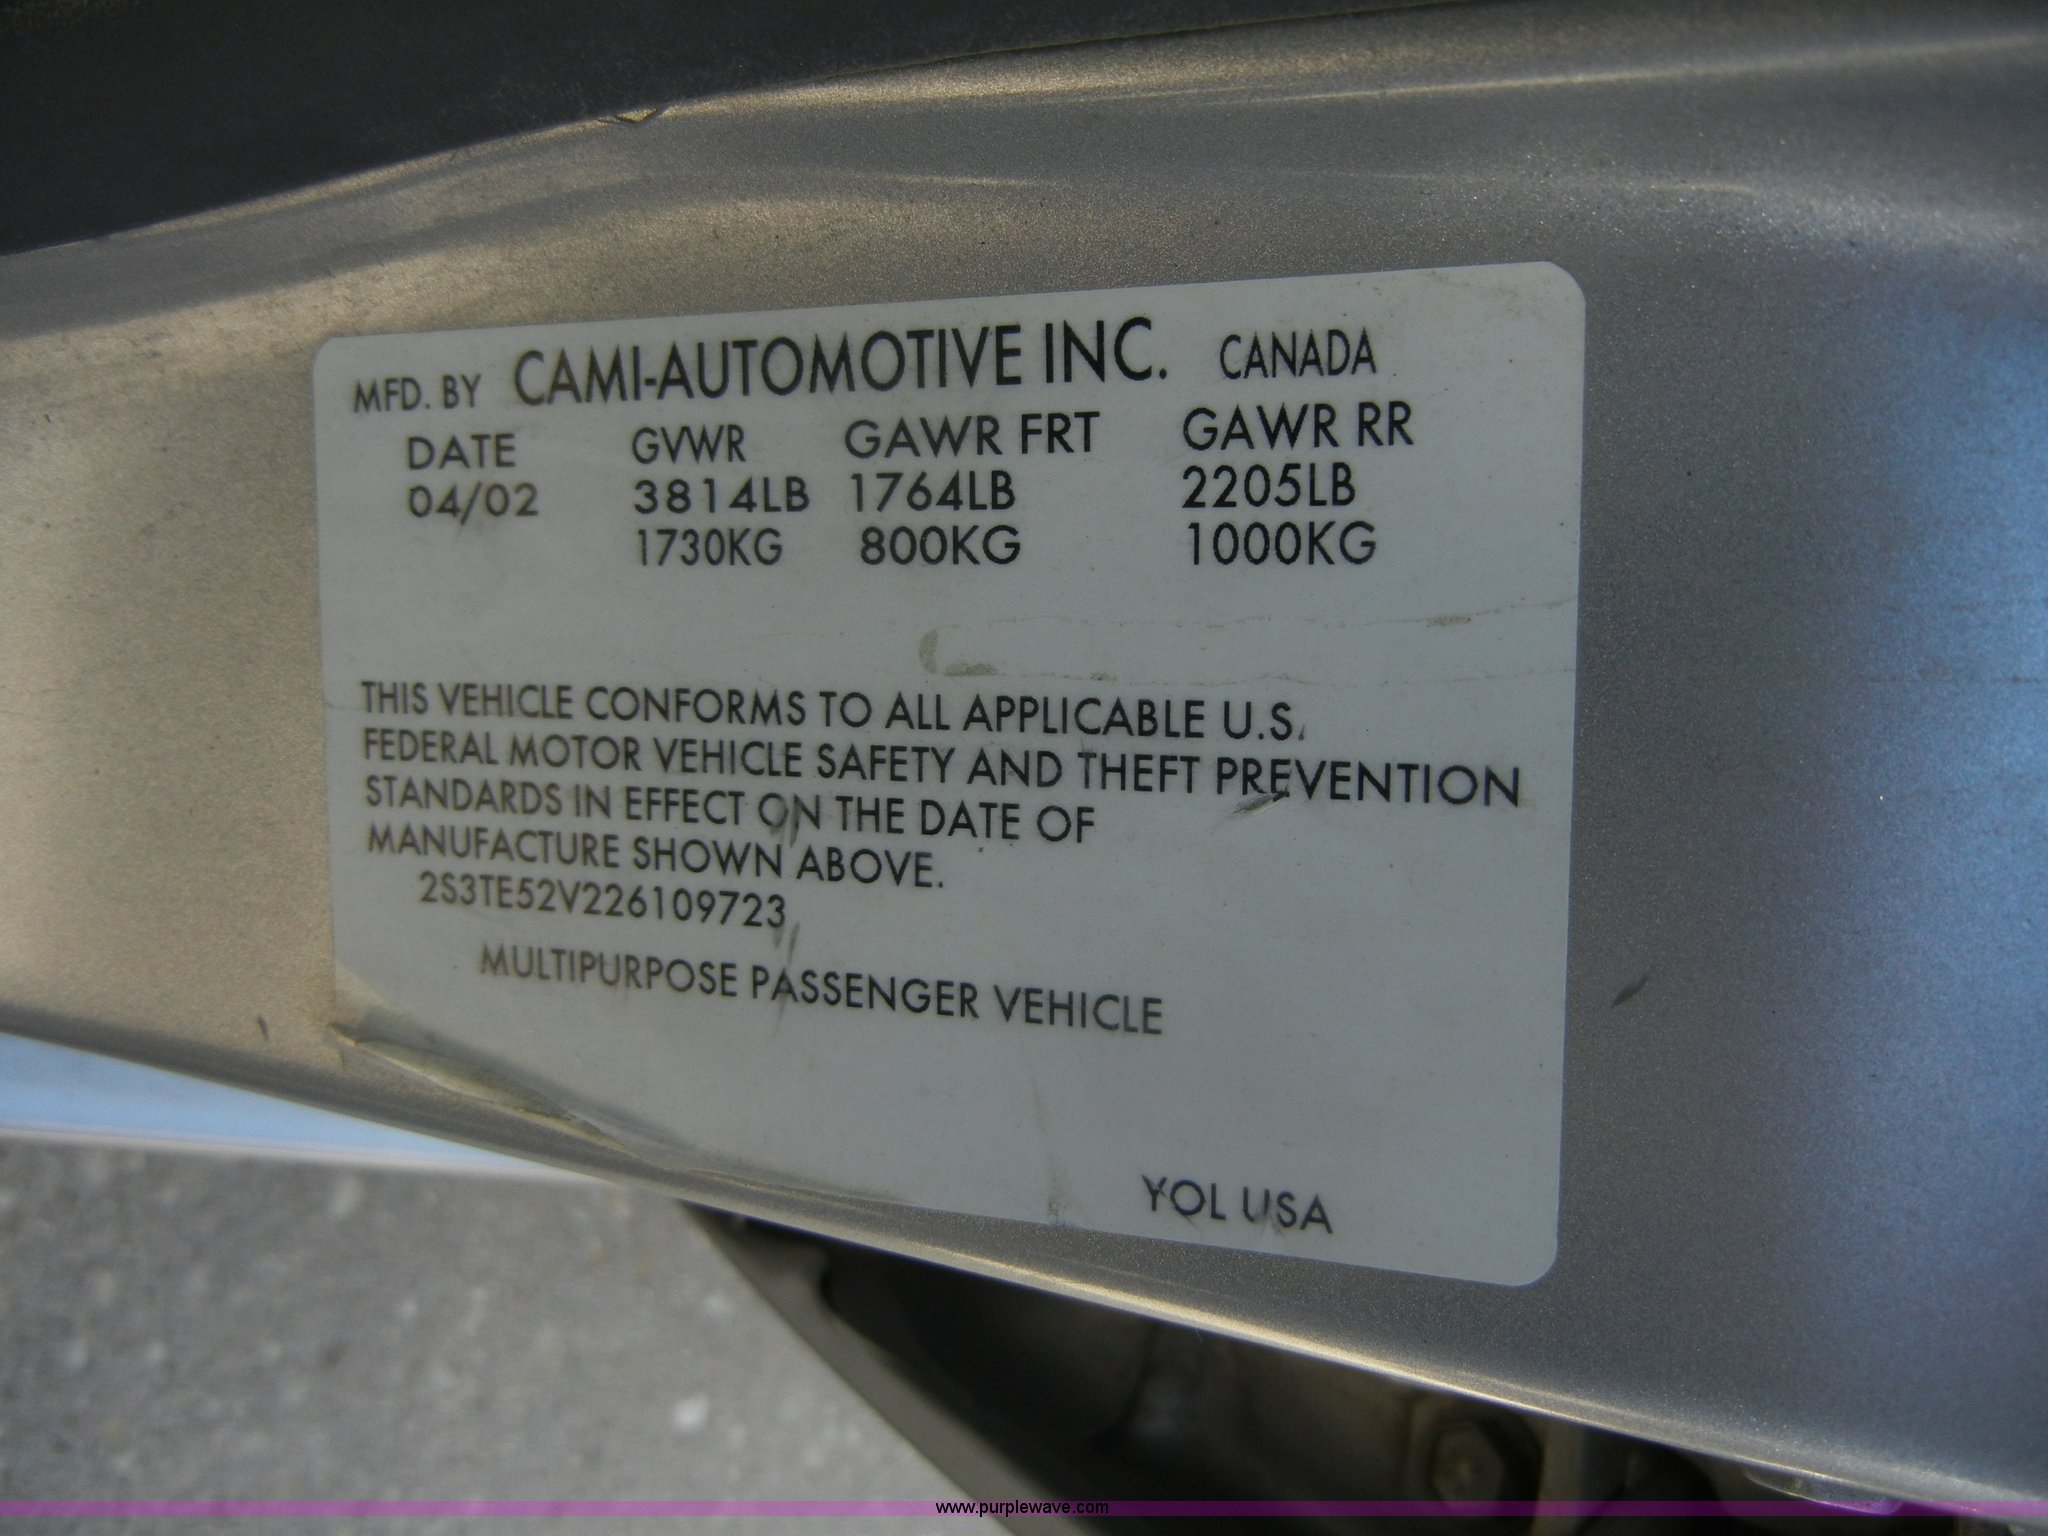 MFD. BY CAMI-AUTOMOTIVE INC. CANADA
DATE GVWR GAWR FRT GAWR RR
04/02 3814LB 1764LB 2205LB
1730KG 800KG 1000KG
THIS VEHICLE CONFORMS TO ALL APPLICABLE U.S.
FEDERAL MOTOR VEHICLE SAFETY AND THEFT PREVENTION
STANDARDS IN EFFECT ON THE DATE OF
MANUFACTURE SHOWN ABOVE.
2S3TE52V226109723
MULTIPURPOSE PASSENGER VEHICLE
YOL USA
www.purplewave.com